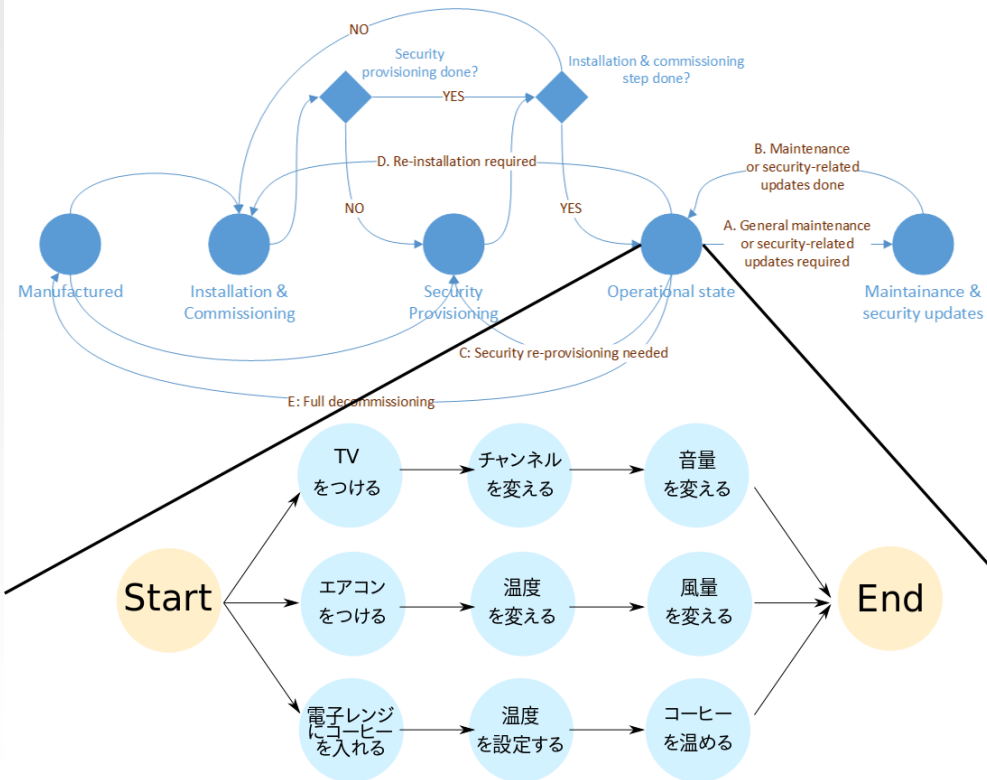 NO
Security
provisioning done?
Installation & commissioning
step done?
YES
D. Re-installation required
B. Maintenance
or security-related
updates done
NO
YES
A. General maintenance
or security-related
updates required
Manufactured
Installation &
Commissioning
Security
Provisioning
Operational state
Maintainance &
security updates
C: Security re-provisioning needed
E: Full decommissioning
TV
をつける
チャンネル
を変える
音量
を変える
Start
エアコン
をつける
温度
を変える
風量
を変える
End
電子レンジ
にコーヒー
を入れる
温度
を設定する
コーヒー
を温める